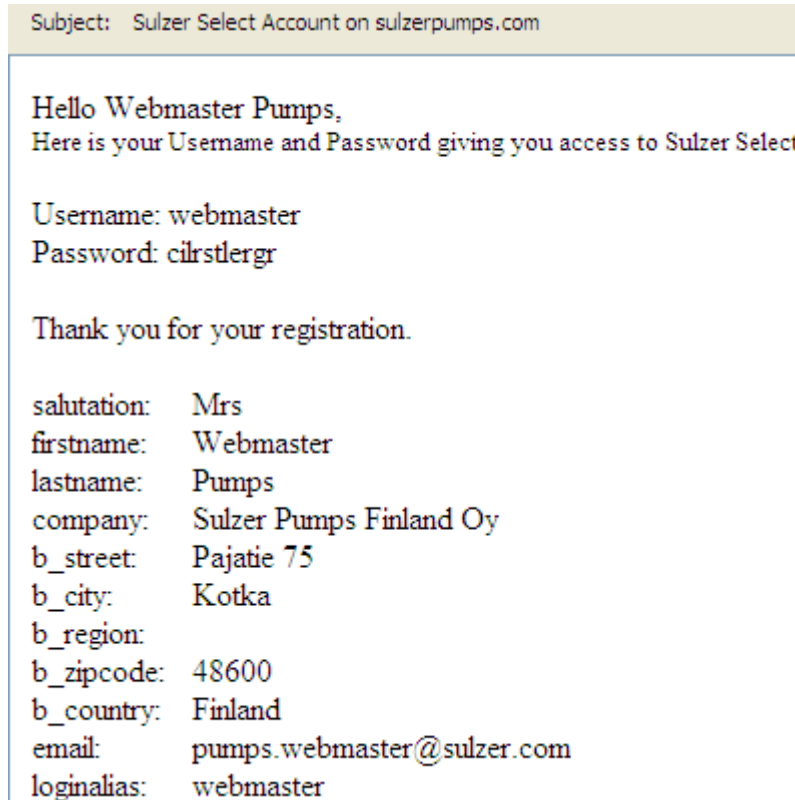 Subject: Sulzer Select Account on sulzerpumps.com
Hello Webmaster Pumps,
Here is your Username and Password giving you access to Sulzer Select
Username: webmaster
Password: cilrstlergr
Thank you for your registration.
salutation: Mrs
firstname: Webmaster
lastname: Pumps
company: Sulzer Pumps Finland Oy
b_street: Pajatie 75
b_city: Kotka
b_region:
b_zipcode: 48600
b_country: Finland
email: pumps.webmaster@sulzer.com
loginalias: webmaster